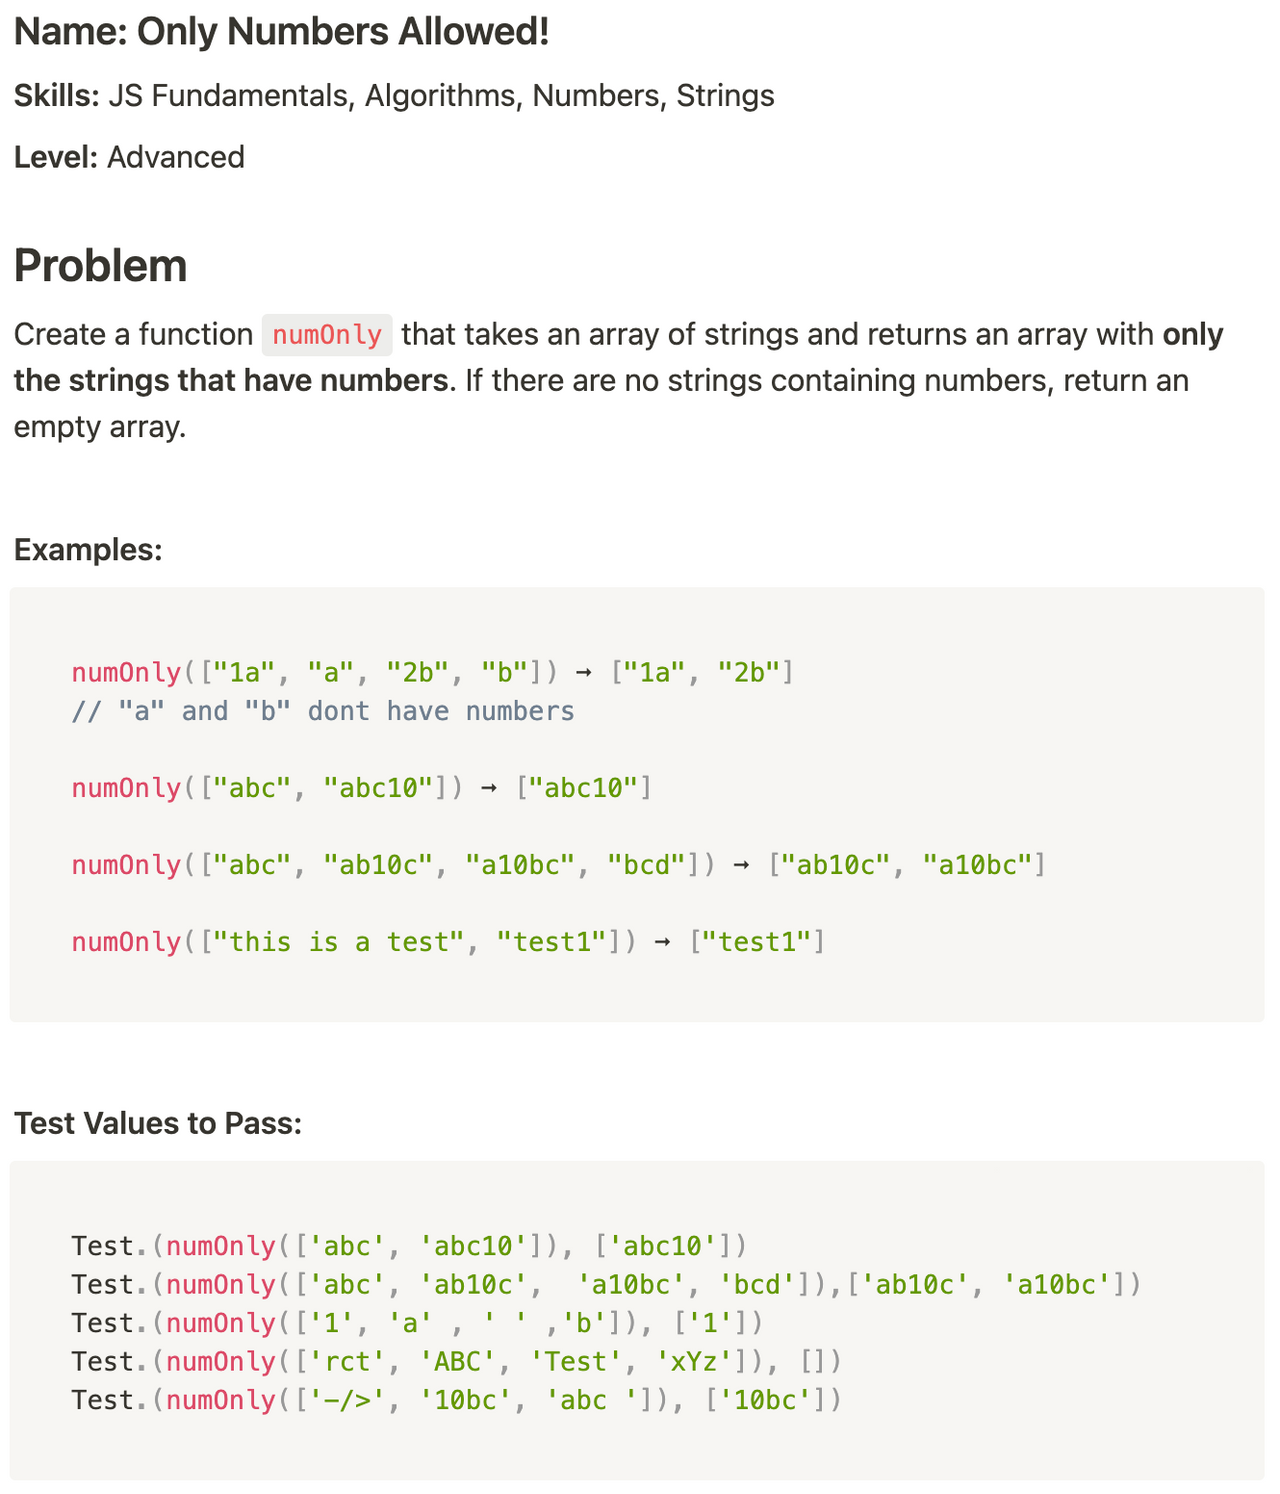 Name: Only Numbers Allowed!
Skills: JS Fundamentals, Algorithms, Numbers, Strings
Level: Advanced
Problem
Create a function numOnly that takes an array of strings and returns an array with only
the strings that have numbers. If there are no strings containing numbers, return an
empty array.
Examples:
numOnly(["1a", "a", "2b", "b"]) → ["1a", "2b"]
// "a" and "b" dont have numbers
numOnly(["abc", "abc10"]) → ["abc10"]
numOnly(["abc", "ab10c", "a10bc", "bcd"]) → ["ab10c", "a10bc"]
numOnly(["this is a test", "test1"]) → ["test1"]
Test Values to Pass:
Test.(numOnly(['abc', 'abc10']), ['abc10'])
Test.(numOnly(['abc', 'ab10c',  'a10bc', 'bcd']),['ab10c', 'a10bc'])
Test.(numOnly(['1', 'a' , ' ' ,'b']), ['1'])
Test.(numOnly(['rct', 'ABC', 'Test', 'xYz']), [])
Test.(numOnly(['-/>', '10bc', 'abc ']), ['10bc'])